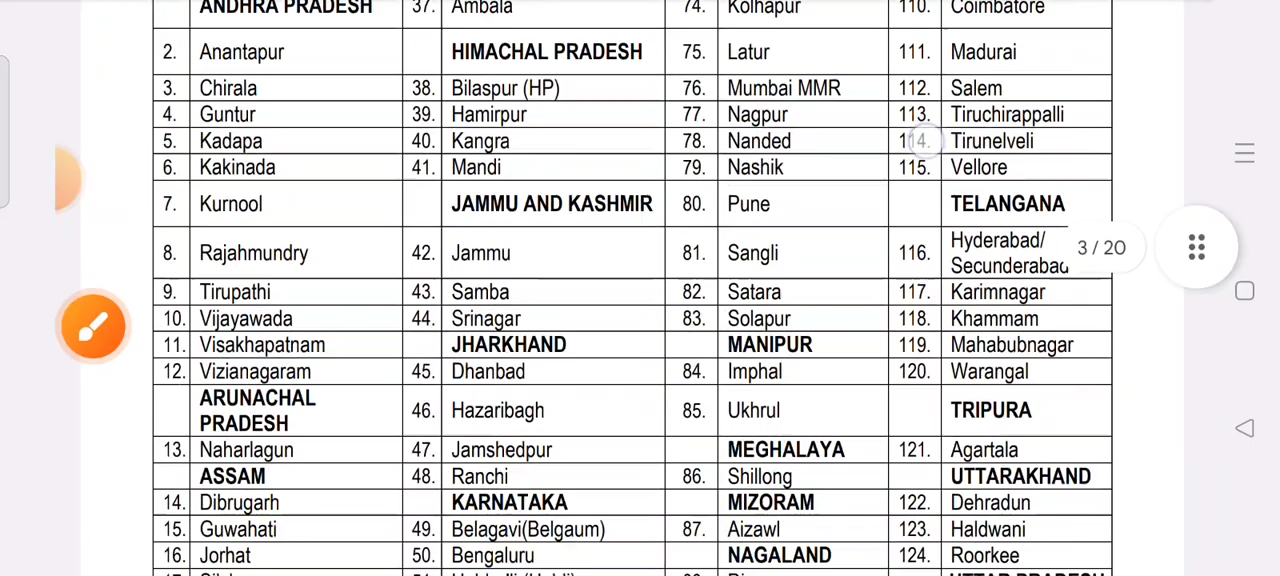 ANDHRA PRADESH 37. Ambala 74. Kolhapur 110. Coimbatore
2. Anantapur HIMACHAL PRADESH 75. Latur 111. Madurai
3. Chirala 38. Bilaspur (HP) 76. Mumbai MMR 112. Salem
4. Guntur 39. Hamirpur 77. Nagpur 113. Tiruchirappalli
5. Kadapa 40. Kangra 78. Nanded 114. Tirunelveli
6. Kakinada 41. Mandi 79. Nashik 115. Vellore
7. Kurnool JAMMU AND KASHMIR 80. Pune TELANGANA
8. Rajahmundry 42. Jammu 81. Sangli 116. Hyderabad/
Secunderabad
3 / 20
9. Tirupathi 43. Samba 82. Satara 117. Karimnagar
10. Vijayawada 44. Srinagar 83. Solapur 118. Khammam
11. Visakhapatnam JHARKHAND MANIPUR 119. Mahabubnagar
12. Vizianagaram 45. Dhanbad 84. Imphal 120. Warangal
ARUNACHAL
PRADESH 46. Hazaribagh 85. Ukhrul TRIPURA
13. Naharlagun 47. Jamshedpur MEGHALAYA 121. Agartala
ASSAM 48. Ranchi 86. Shillong UTTARAKHAND
14. Dibrugarh KARNATAKA MIZORAM 122. Dehradun
15. Guwahati 49. Belagavi(Belgaum) 87. Aizawl 123. Haldwani
16. Jorhat 50. Bengaluru NAGALAND 124. Roorkee
UTTAR PRADESH